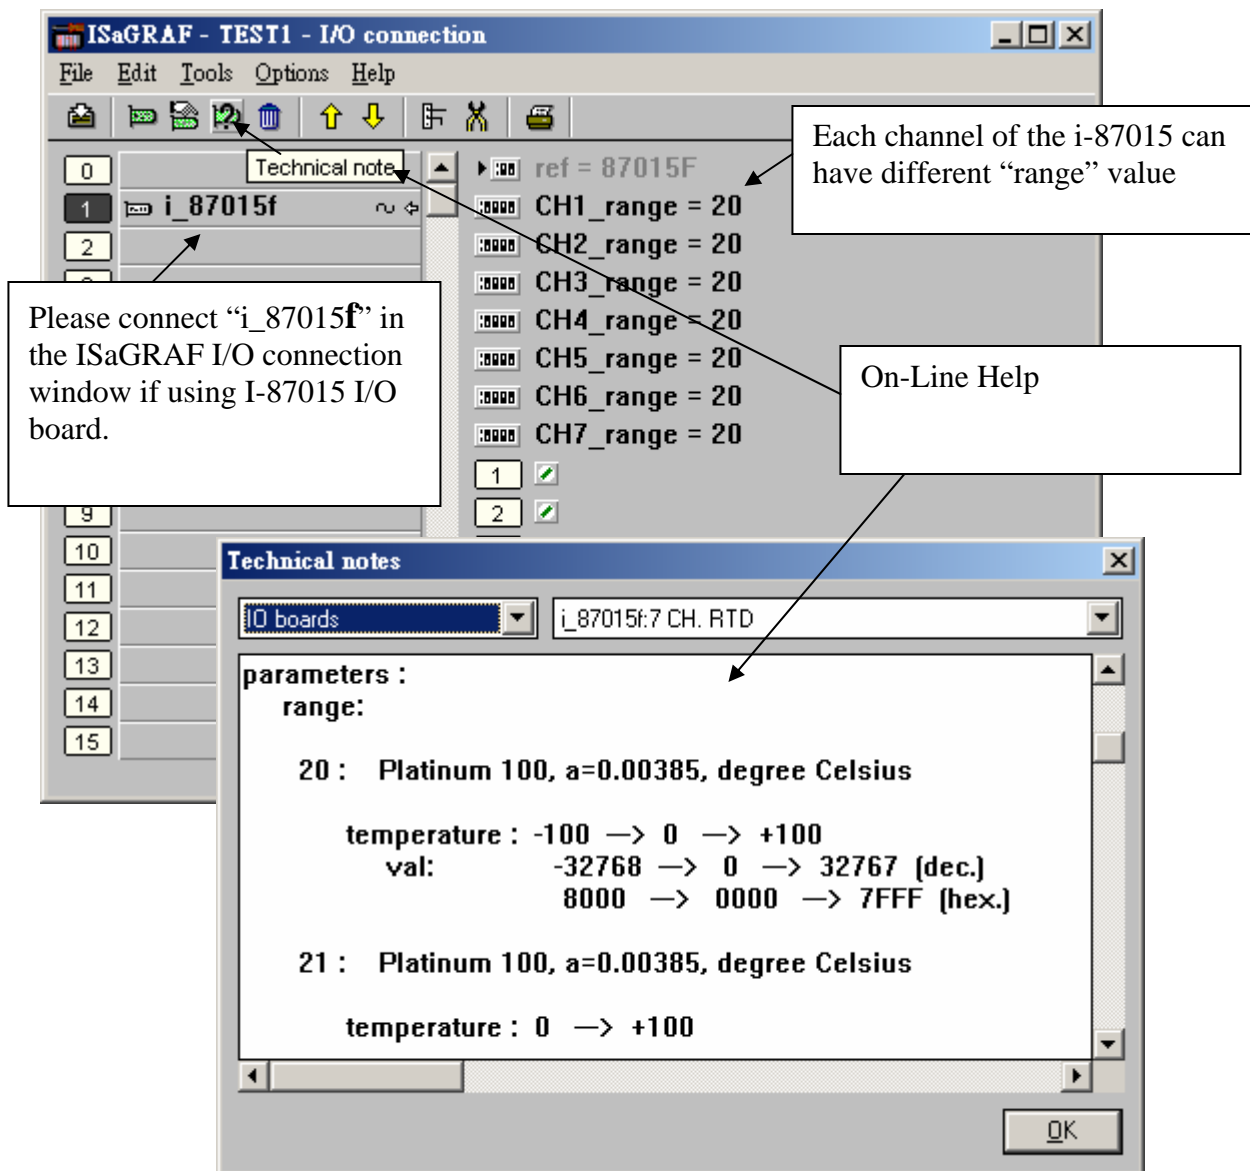 ISaGRAF - TEST1 - I/O connection
File Edit Tools Options Help
Technical note
0
1 i_87015f
2
ref = 87015F
CH1_range = 20
CH2_range = 20
CH3_range = 20
CH4_range = 20
CH5_range = 20
CH6_range = 20
CH7_range = 20
1
2
Each channel of the i-87015 can
have different “range” value
Please connect “i_87015f” in
the ISaGRAF I/O connection
window if using I-87015 I/O
board.
On-Line Help
9
10
11
12
13
14
15
Technical notes
IO boards
i_87015f:7 CH. RTD
parameters :
range:
20 : Platinum 100, a=0.00385, degree Celsius
temperature : -100 —> 0 —> +100
val: -32768 —> 0 —> 32767 (dec.)
8000 —> 0000 —> 7FFF (hex.)
21 : Platinum 100, a=0.00385, degree Celsius
temperature : 0 —> +100
OK